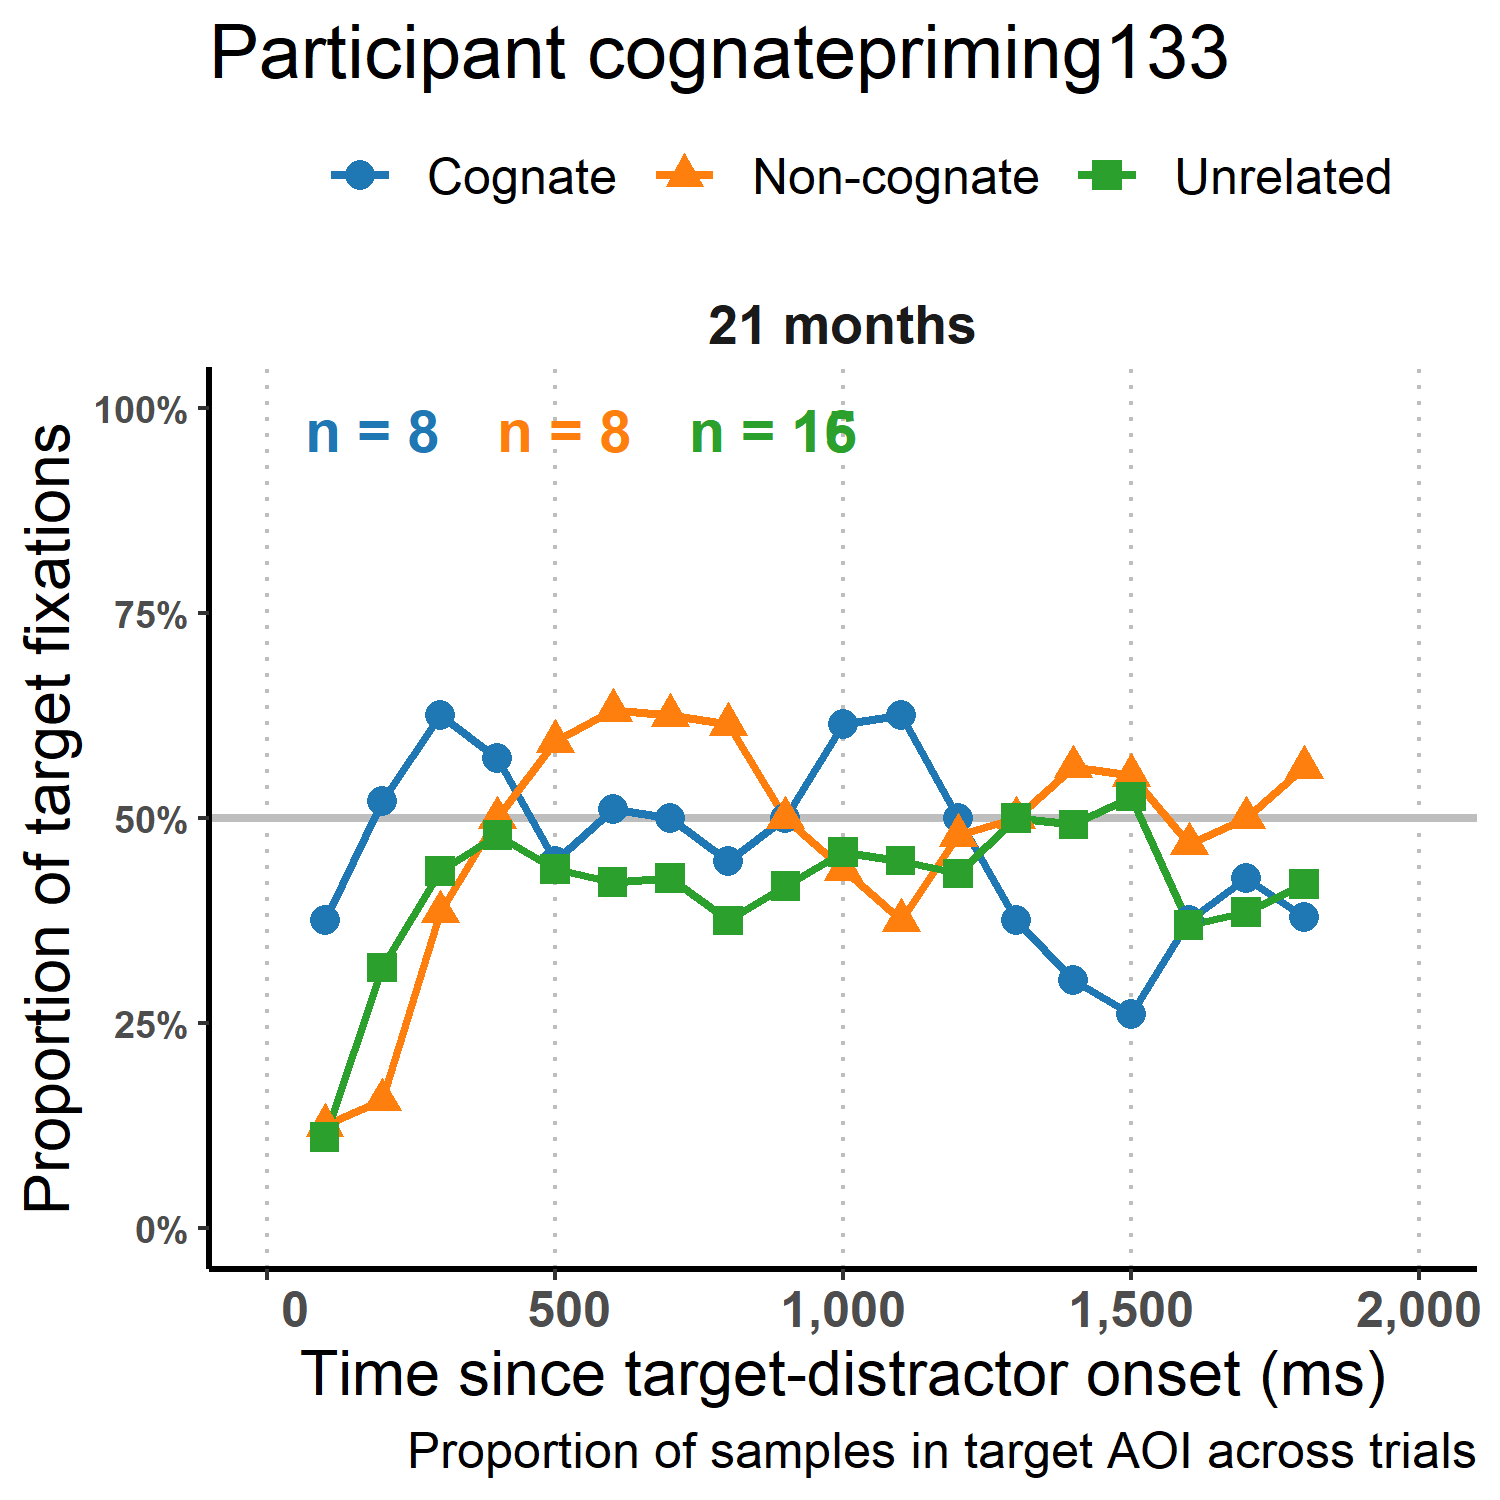 Participant cognatepriming133
Cognate Non-cognate Unrelated
21 months
100%
n = 8 n = 8 n =
75%
50%
25%
0%
Proportion of target fixations
0 500 1,000 1,500 2,000
Time since target-distractor onset (ms)
Proportion of samples in target AOI across trials